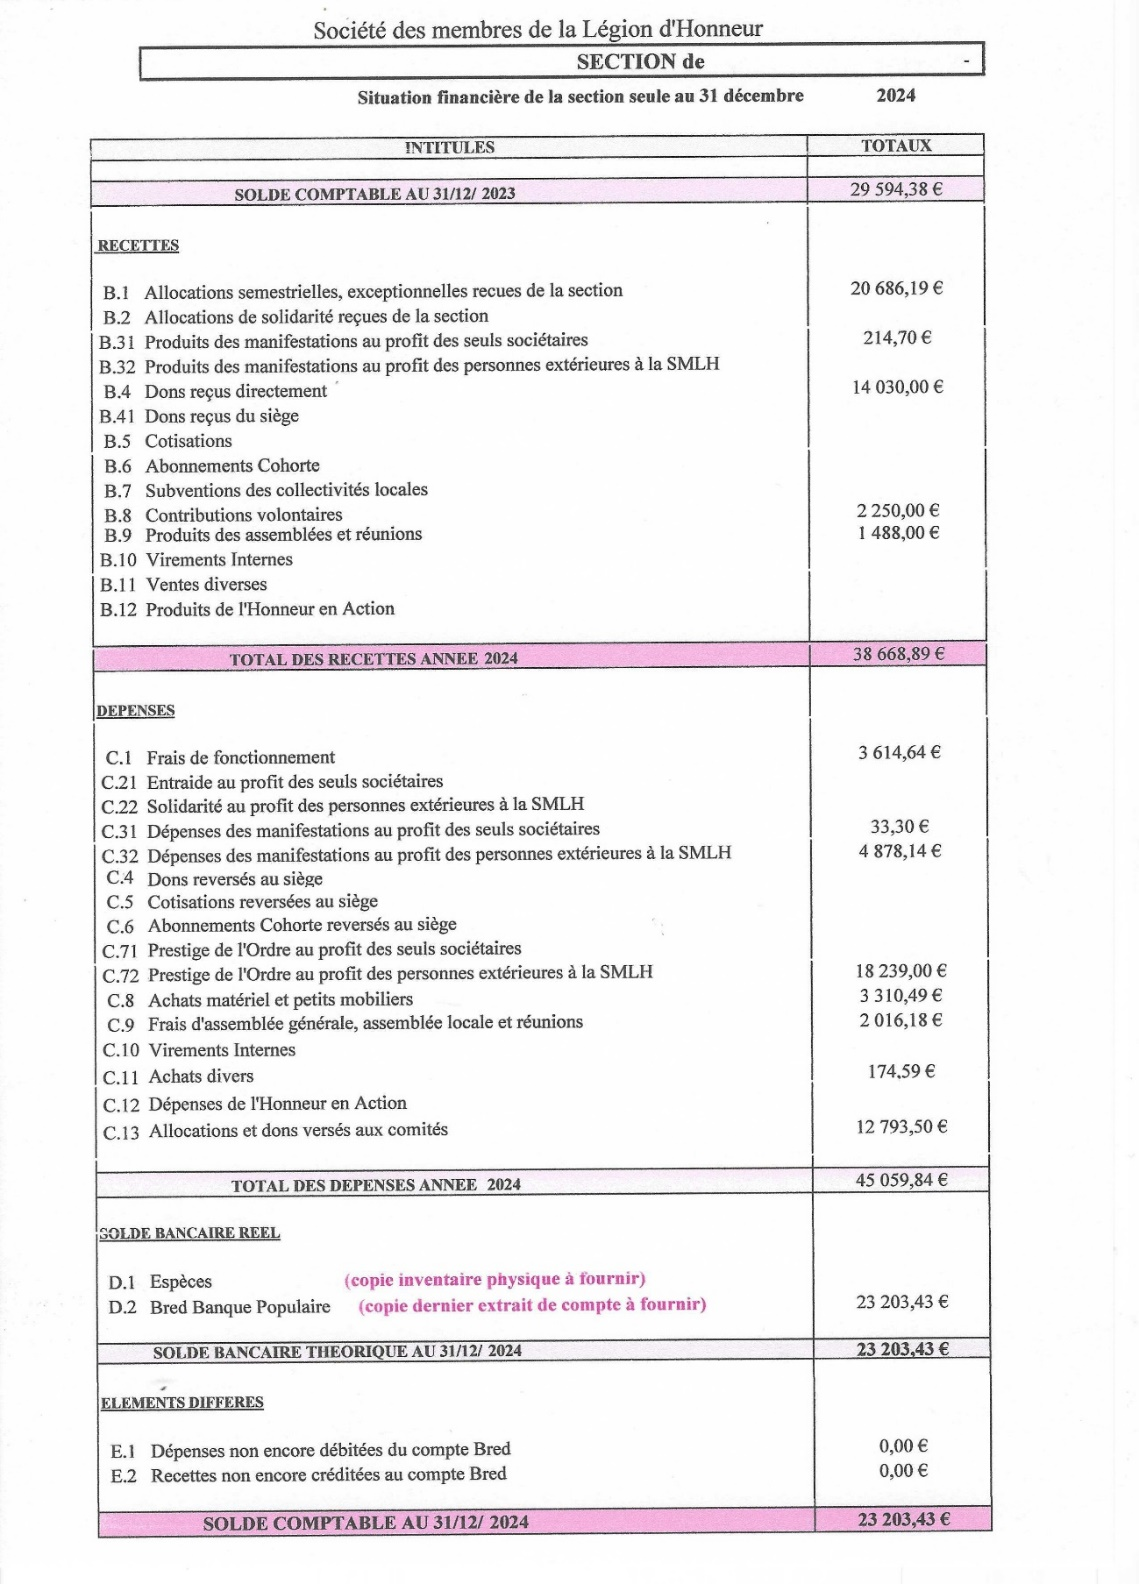 Société des membres de la Légion d'Honneur
SECTION de -
Situation financière de la section seule au 31 décembre 2024
INTITULES TOTAUX
SOLDE COMPTABLE AU 31/12/ 2023 29 594,38 €
RECETTES
B.1 Allocations semestrielles, exceptionnelles recues de la section 20 686,19 €
B.2 Allocations de solidarité reçues de la section
B.31 Produits des manifestations au profit des seuls sociétaires 214,70 €
B.32 Produits des manifestations au profit des personnes extérieures à la SMLH
B.4 Dons reçus directement 14 030,00 €
B.41 Dons reçus du siège
B.5 Cotisations
B.6 Abonnements Cohorte
B.7 Subventions des collectivités locales
B.8 Contributions volontaires 2 250,00 €
B.9 Produits des assemblées et réunions 1 488,00 €
B.10 Virements Internes
B.11 Ventes diverses
B.12 Produits de l'Honneur en Action
TOTAL DES RECETTES ANNEE 2024 38 668,89 €
DEPENSES
C.1 Frais de fonctionnement 3 614,64 €
C.21 Entraide au profit des seuls sociétaires
C.22 Solidarité au profit des personnes extérieures à la SMLH
C.31 Dépenses des manifestations au profit des seuls sociétaires 33,30 €
C.32 Dépenses des manifestations au profit des personnes extérieures à la SMLH 4 878,14 €
C.4 Dons reversés au siège
C.5 Cotisations reversées au siège
C.6 Abonnements Cohorte reversés au siège
C.71 Prestige de l'Ordre au profit des seuls sociétaires
C.72 Prestige de l'Ordre au profit des personnes extérieures à la SMLH 18 239,00 €
C.8 Achats matériel et petits mobiliers 3 310,49 €
C.9 Frais d'assemblée générale, assemblée locale et réunions 2 016,18 €
C.10 Virements Internes
C.11 Achats divers 174,59 €
C.12 Dépenses de l'Honneur en Action
C.13 Allocations et dons versés aux comités 12 793,50 €
TOTAL DES DEPENSES ANNEE 2024 45 059,84 €
SOLDE BANCAIRE REEL
D.1 Espèces (copie inventaire physique à fournir)
D.2 Bred Banque Populaire (copie dernier extrait de compte à fournir) 23 203,43 €
SOLDE BANCAIRE THEORIQUE AU 31/12/ 2024 23 203,43 €
ELEMENTS DIFFERES
E.1 Dépenses non encore débitées du compte Bred 0,00 €
E.2 Recettes non encore créditées au compte Bred 0,00 €
SOLDE COMPTABLE AU 31/12/ 2024 23 203,43 €